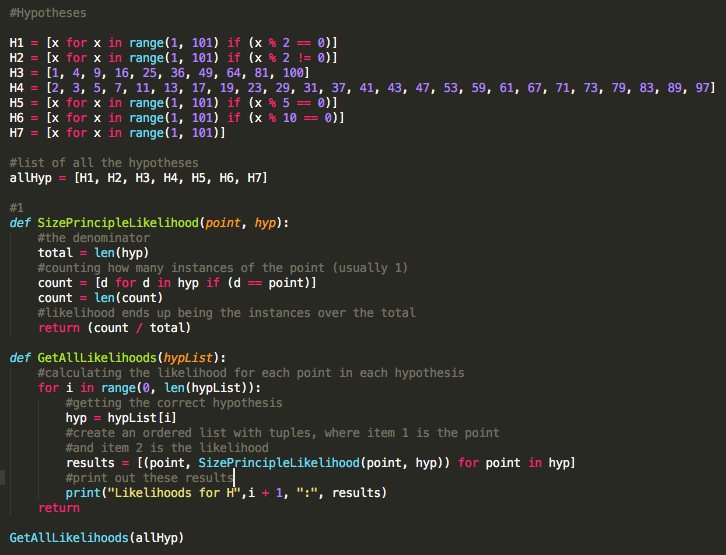 #Hypotheses
H1 = [x for x in range(1, 101) if (x % 2 == 0)]
H2 = [x for x in range(1, 101) if (x % 2 != 0)]
H3 = [1, 4, 9, 16, 25, 36, 49, 64, 81, 100]
H4 = [2, 3, 5, 7, 11, 13, 17, 19, 23, 29, 31, 37, 41, 43, 47, 53, 59, 61, 67, 71, 73, 79, 83, 89, 97]
H5 = [x for x in range(1, 101) if (x % 5 == 0)]
H6 = [x for x in range(1, 101) if (x % 10 == 0)]
H7 = [x for x in range(1, 101)]
#list of all the hypotheses
allHyp = [H1, H2, H3, H4, H5, H6, H7]
#1
def SizePrincipleLikelihood(point, hyp):
    #the denominator
    total = len(hyp)
    #counting how many instances of the point (usually 1)
    count = [d for d in hyp if (d == point)]
    count = len(count)
    #likelihood ends up being the instances over the total
    return (count / total)
def GetAllLikelihoods(hypList):
    #calculating the likelihood for each point in each hypothesis
    for i in range(0, len(hypList)):
        #getting the correct hypothesis
        hyp = hypList[i]
        #create an ordered list with tuples, where item 1 is the point
        #and item 2 is the likelihood
        results = [(point, SizePrincipleLikelihood(point, hyp)) for point in hyp]
        #print out these results
        print("Likelihoods for H",i + 1, ":", results)
    return
GetAllLikelihoods(allHyp)